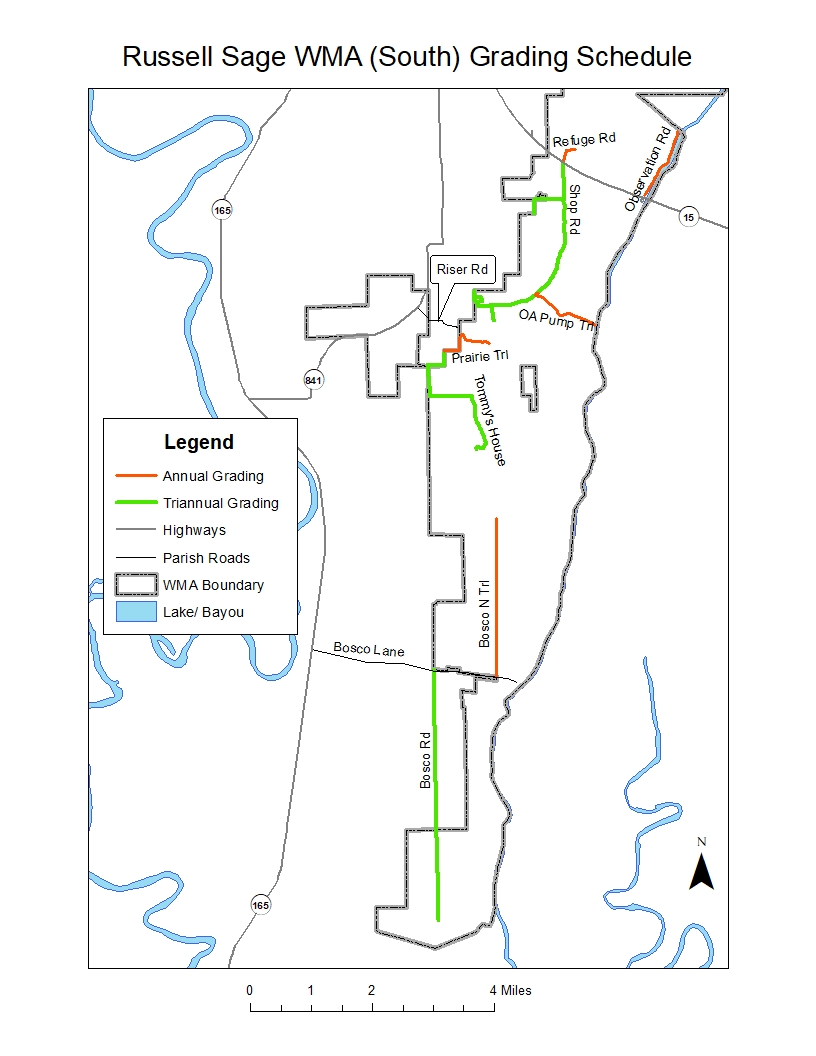 Russell Sage WMA (South) Grading Schedule
Refuge Rd
Observation Rd
165
Shop Rd
15
Riser Rd
OA Pump Trl
Prairie Trl
841
Tommy's House
Legend
Annual Grading
Triannual Grading
Highways
Parish Roads
WMA Boundary
Lake/ Bayou
Bosco N Trl
Bosco Lane
Bosco Rd
N
165
0 1 2 4 Miles